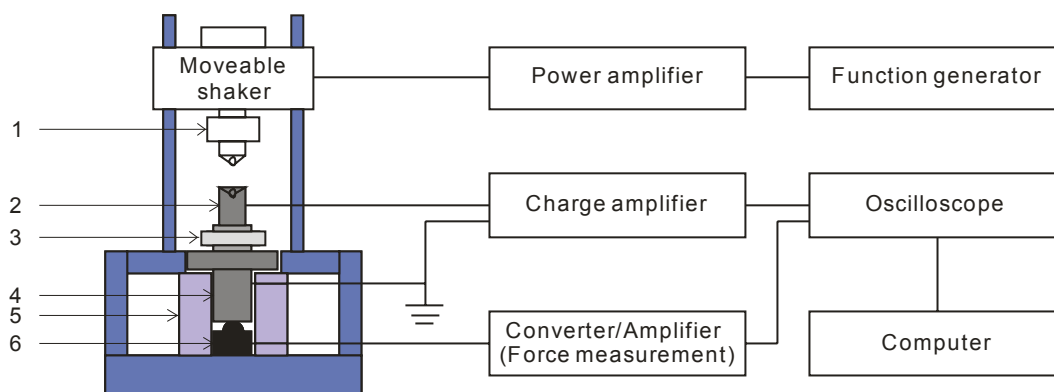 Moveable
shaker
Power amplifier
Function generator
1
2
3
4
5
6
Charge amplifier
Oscilloscope
Converter/Amplifier
(Force measurement)
Computer